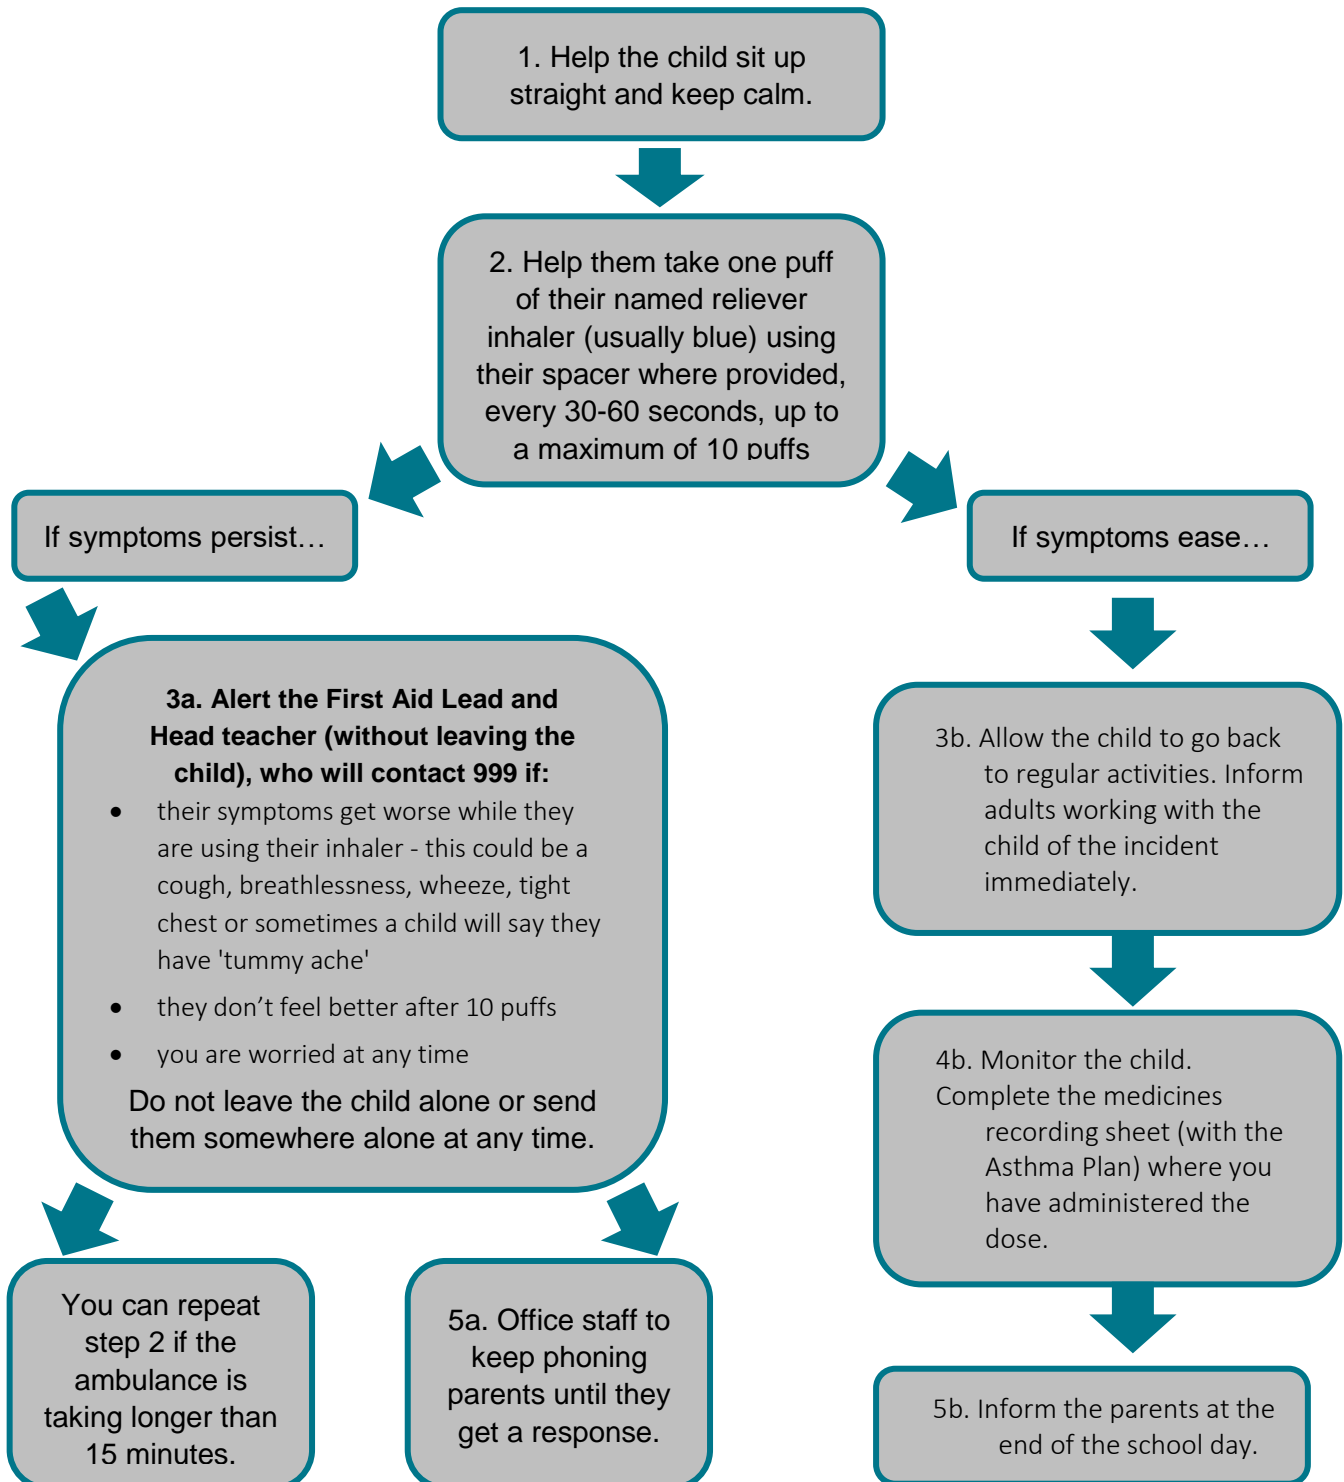 1. Help the child sit up
straight and keep calm.
2. Help them take one puff
of their named reliever
inhaler (usually blue) using
their spacer where provided,
every 30-60 seconds, up to
a maximum of 10 puffs
If symptoms persist…
If symptoms ease…
3a. Alert the First Aid Lead and
Head teacher (without leaving the
child), who will contact 999 if:
• their symptoms get worse while they
are using their inhaler - this could be a
cough, breathlessness, wheeze, tight
chest or sometimes a child will say they
have 'tummy ache'
• they don’t feel better after 10 puffs
• you are worried at any time
Do not leave the child alone or send
them somewhere alone at any time.
3b. Allow the child to go back
to regular activities. Inform
adults working with the
child of the incident
immediately.
4b. Monitor the child.
Complete the medicines
recording sheet (with the
Asthma Plan) where you
have administered the
dose.
You can repeat
step 2 if the
ambulance is
taking longer than
15 minutes.
5a. Office staff to
keep phoning
parents until they
get a response.
5b. Inform the parents at the
end of the school day.